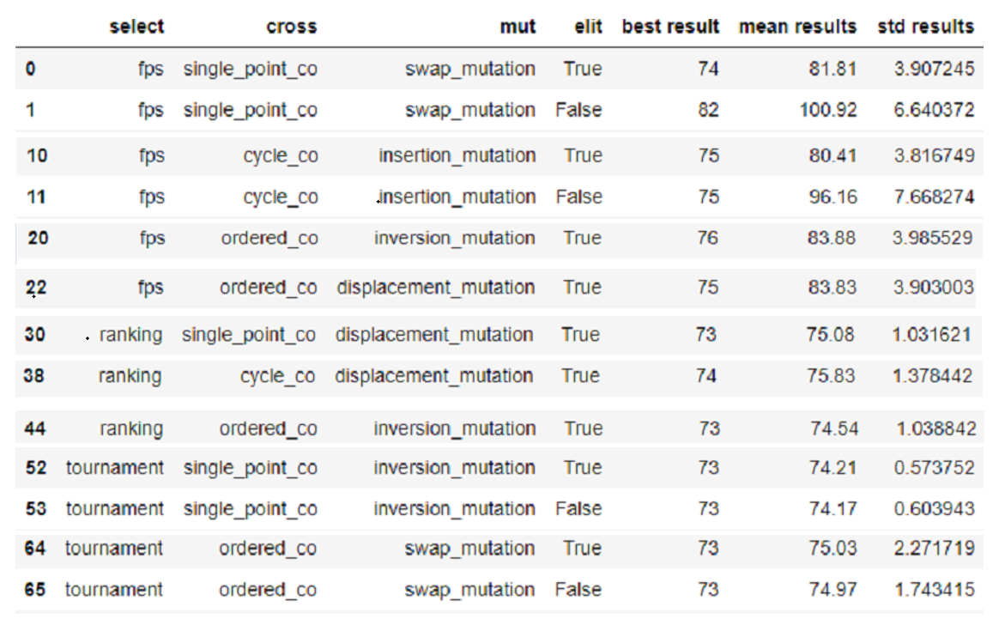 select cross mut elit best result mean results std results
0 fps single_point_co swap_mutation True 74 81.81 3.907245
1 fps single_point_co swap_mutation False 82 100.92 6.640372
10 fps cycle_co insertion_mutation True 75 80.41 3.816749
11 fps cycle_co insertion_mutation False 75 96.16 7.668274
20 fps ordered_co inversion_mutation True 76 83.88 3.985529
22 fps ordered_co displacement_mutation True 75 83.83 3.903003
30 ranking single_point_co displacement_mutation True 73 75.08 1.031621
38 ranking cycle_co displacement_mutation True 74 75.83 1.378442
44 ranking ordered_co inversion_mutation True 73 74.54 1.038842
52 tournament single_point_co inversion_mutation True 73 74.21 0.573752
53 tournament single_point_co inversion_mutation False 73 74.17 0.603943
64 tournament ordered_co swap_mutation True 73 75.03 2.271719
65 tournament ordered_co swap_mutation False 73 74.97 1.743415